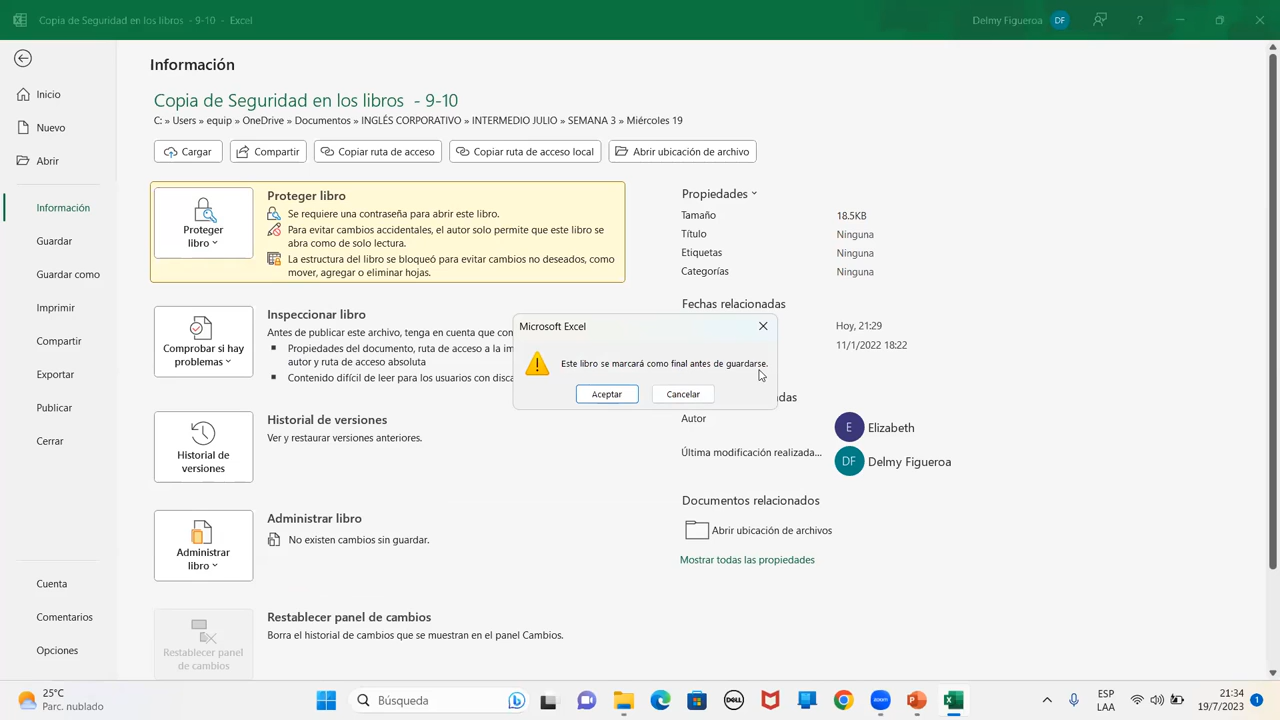 Copia de Seguridad en los libros - 9-10 - Excel
Delmy Figueroa
DF
?
Información
Copia de Seguridad en los libros - 9-10
C: » Users » equip » OneDrive » Documentos » INGLÉS CORPORATIVO » INTERMEDIO JULIO » SEMANA 3 » Miércoles 19
Cargar
Compartir
Copiar ruta de acceso
Copiar ruta de acceso local
Abrir ubicación de archivo
Inicio
Nuevo
Abrir
Información
Guardar
Guardar como
Imprimir
Compartir
Exportar
Publicar
Cerrar
Cuenta
Comentarios
Opciones
Proteger
libro
Proteger libro
Se requiere una contraseña para abrir este libro.
Para evitar cambios accidentales, el autor solo permite que este libro se
abra como de solo lectura.
La estructura del libro se bloqueó para evitar cambios no deseados, como
mover, agregar o eliminar hojas.
Comprobar si hay
problemas
Inspeccionar libro
Antes de publicar este archivo, tenga en cuenta que con
Propiedades del documento, ruta de acceso a la im
autor y ruta de acceso absoluta
Contenido difícil de leer para los usuarios con disca
Historial de
versiones
Historial de versiones
Ver y restaurar versiones anteriores.
Administrar
libro
Administrar libro
No existen cambios sin guardar.
Restablecer panel
de cambios
Restablecer panel de cambios
Borra el historial de cambios que se muestran en el panel Cambios.
Propiedades
Tamaño 18.5KB
Título Ninguna
Etiquetas Ninguna
Categorías Ninguna
Fechas relacionadas
Hoy, 21:29
11/1/2022 18:22
adas
Autor
E Elizabeth
Última modificación realizada...
DF Delmy Figueroa
Documentos relacionados
Abrir ubicación de archivos
Mostrar todas las propiedades
Microsoft Excel
Este libro se marcará como final antes de guardarse.
Aceptar
Cancelar
25°C
Parc. nublado
Búsqueda
DELL
zoom
ESP
LAA
21:34
19/7/2023
1